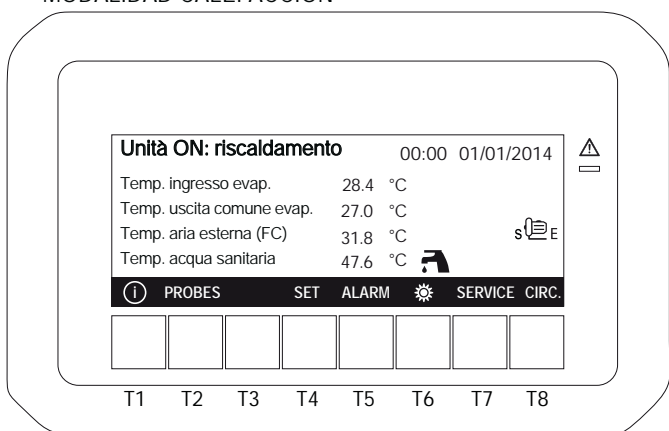 MODALIDAD CALEFACCIÓN
Unità ON: riscaldamento 00:00 01/01/2014
Temp. ingresso evap. 28.4 °C
Temp. uscita comune evap. 27.0 °C
Temp. aria esterna (FC) 31.8 °C
S E
Temp. acqua sanitaria 47.6 °C
i PROBES SET ALARM SERVICE CIRC.
T1 T2 T3 T4 T5 T6 T7 T8